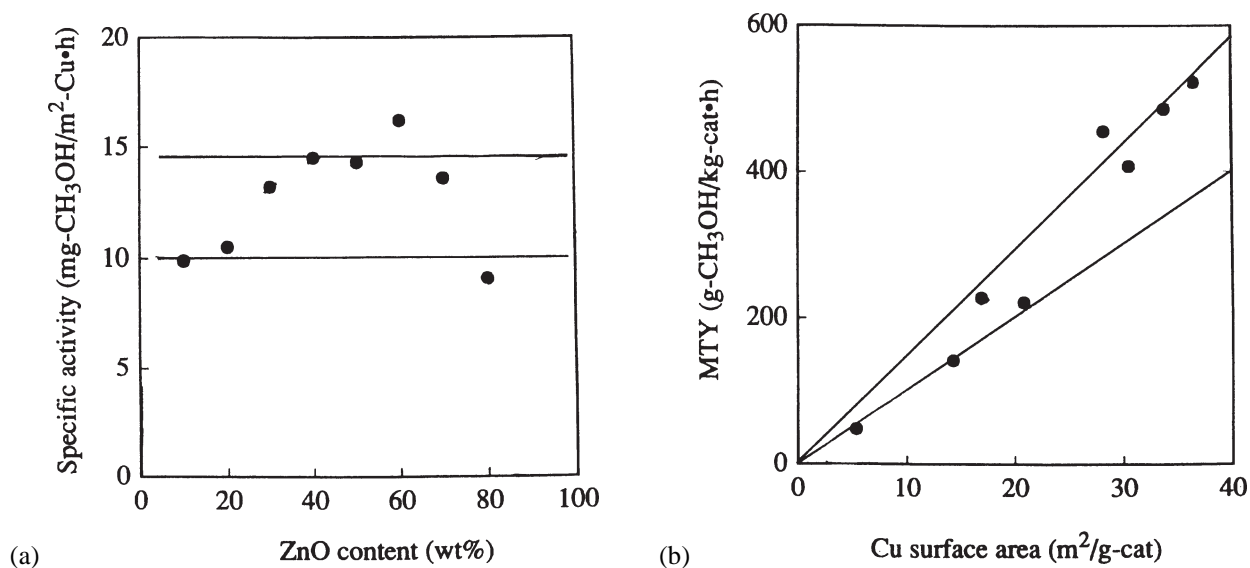 Specific activity (mg-CH₃OH/m²-Cu•h)
20
15
10
5
0
0 20 40 60 80 100
ZnO content (wt%)
(a)
MTY (g-CH₃OH/kg-cat•h)
600
400
200
0
0 10 20 30 40
Cu surface area (m²/g-cat)
(b)